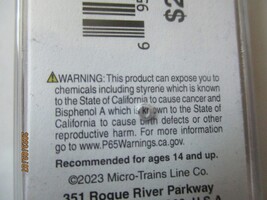 $2
6 95
⚠WARNING: This product can expose you to
chemicals including styrene which is known
to the State of California to cause cancer and
Bisphenol A which is known to the State of
California to cause birth defects or other
reproductive harm. For more information
go to www.P65Warnings.ca.gov.
Recommended for ages 14 and up.
©2023 Micro-Trains Line Co.
351 Rogue River Parkway
U.S.A